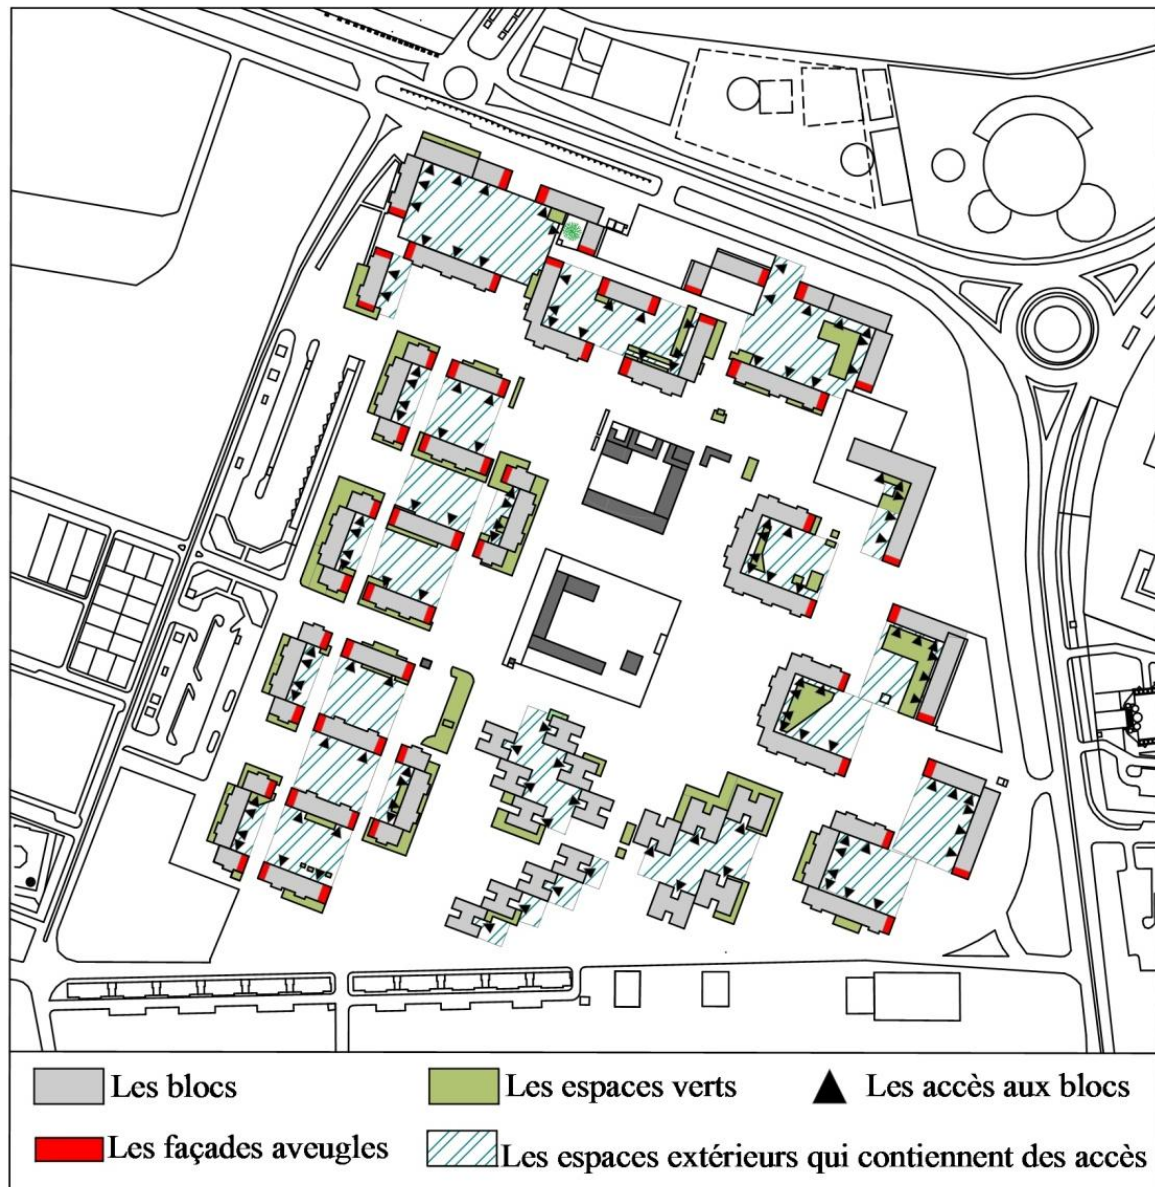 Les blocs
Les espaces verts
Les accès aux blocs
Les façades aveugles
Les espaces extérieurs qui contiennent des accès